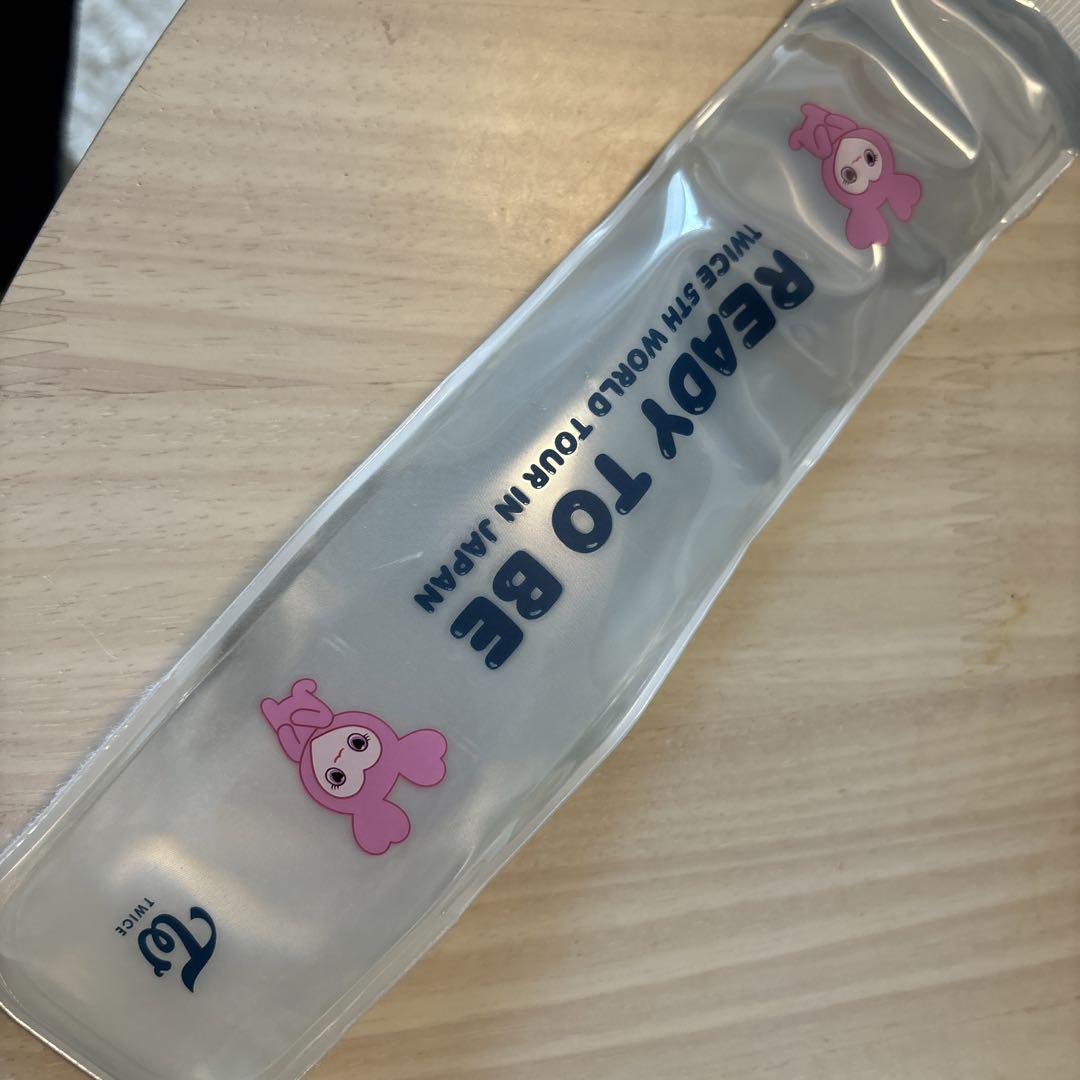 READY TO BE
TWICE 5TH WORLD TOUR IN JAPAN
TWICE